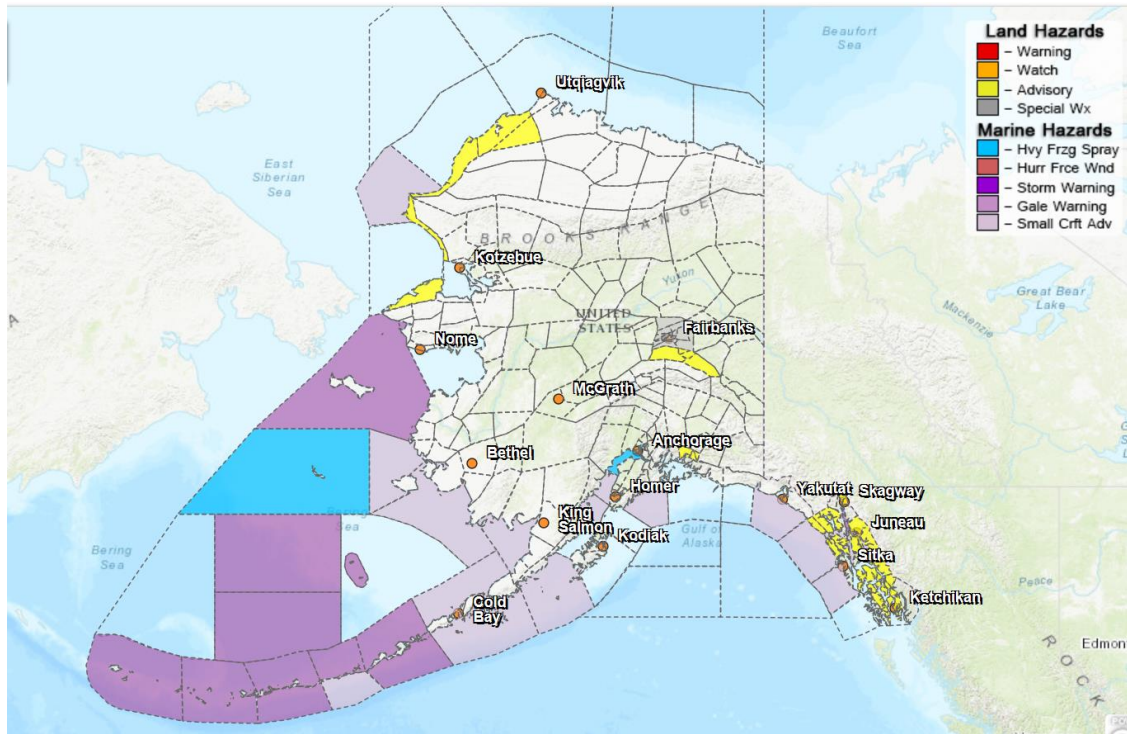 Beaufort
Sea
Land Hazards
– Warning
– Watch
– Advisory
– Special Wx
Marine Hazards
– Hvy Frzg Spray
– Hurr Frce Wnd
– Storm Warning
– Gale Warning
– Small Crft Adv
Utqiagvik
East
Siberian
Sea
BROOKS RANGE
Kotzebue
Yukon
Great Bear
Lake
Mackenzie
UNITED
STATES
Fairbanks
Nome
McGrath
Anchorage
Bethel
Homer
Yakutat
Skagway
King
Salmon
Juneau
Sea
Kodiak
Gulf of
Alaska
Bering
Sea
Sitka
Peace
Cold
Bay
Ketchikan
Edmont
ROCK